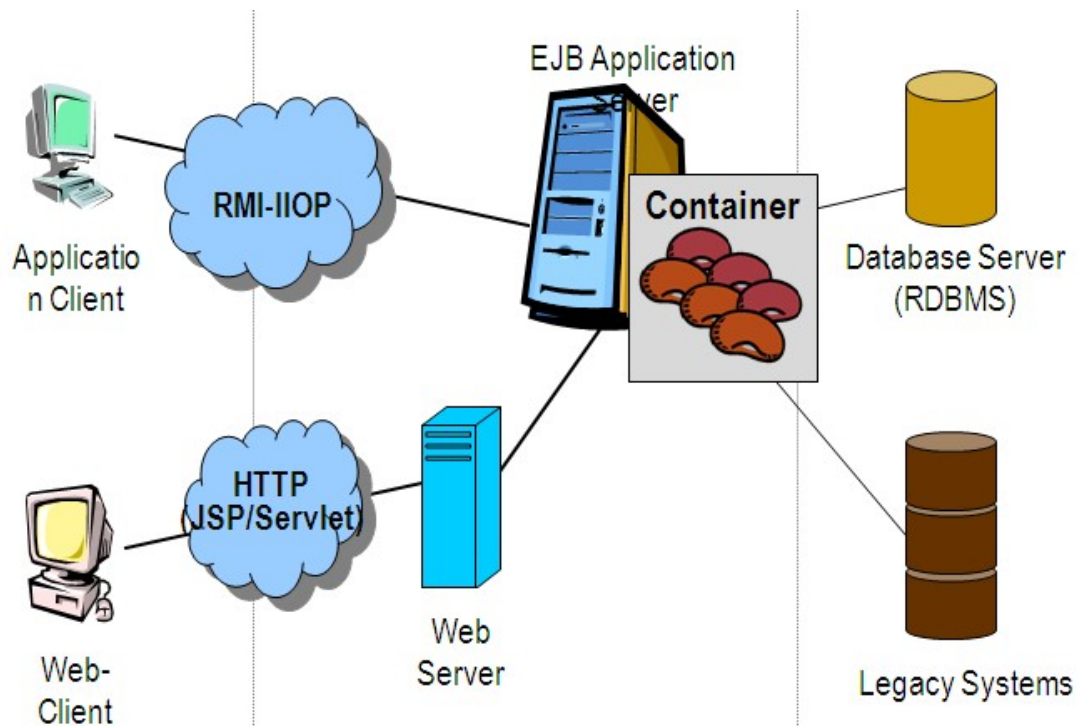 EJB Application
Server
RMI-IIOP
Container
Applicatio
n Client
Database Server
(RDBMS)
HTTP
(JSP/Servlet)
Web
Server
Web-
Client
Legacy Systems